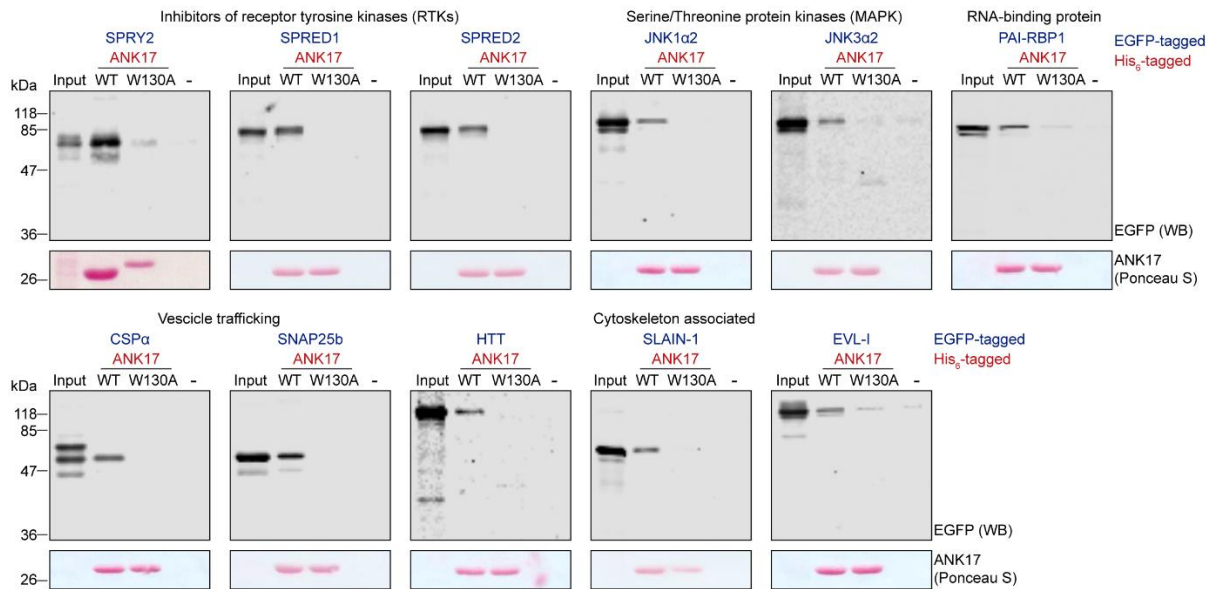 Inhibitors of receptor tyrosine kinases (RTKs) Serine/Threonine protein kinases (MAPK) RNA-binding protein
SPRY2 SPRED1 SPRED2 JNK1α2 JNK3α2 PAI-RBP1 EGFP-tagged
ANK17 ANK17 ANK17 ANK17 ANK17 ANK17 His₆-tagged
kDa Input WT W130A - Input WT W130A - Input WT W130A - Input WT W130A - Input WT W130A - Input WT W130A -
118
85
47
36
EGFP (WB)
26
ANK17
(Ponceau S)
Vescicle trafficking Cytoskeleton associated
CSPα SNAP25b HTT SLAIN-1 EVL-I EGFP-tagged
ANK17 ANK17 ANK17 ANK17 ANK17 His₆-tagged
kDa Input WT W130A - Input WT W130A - Input WT W130A - Input WT W130A - Input WT W130A -
118
85
47
36
EGFP (WB)
26
ANK17
(Ponceau S)